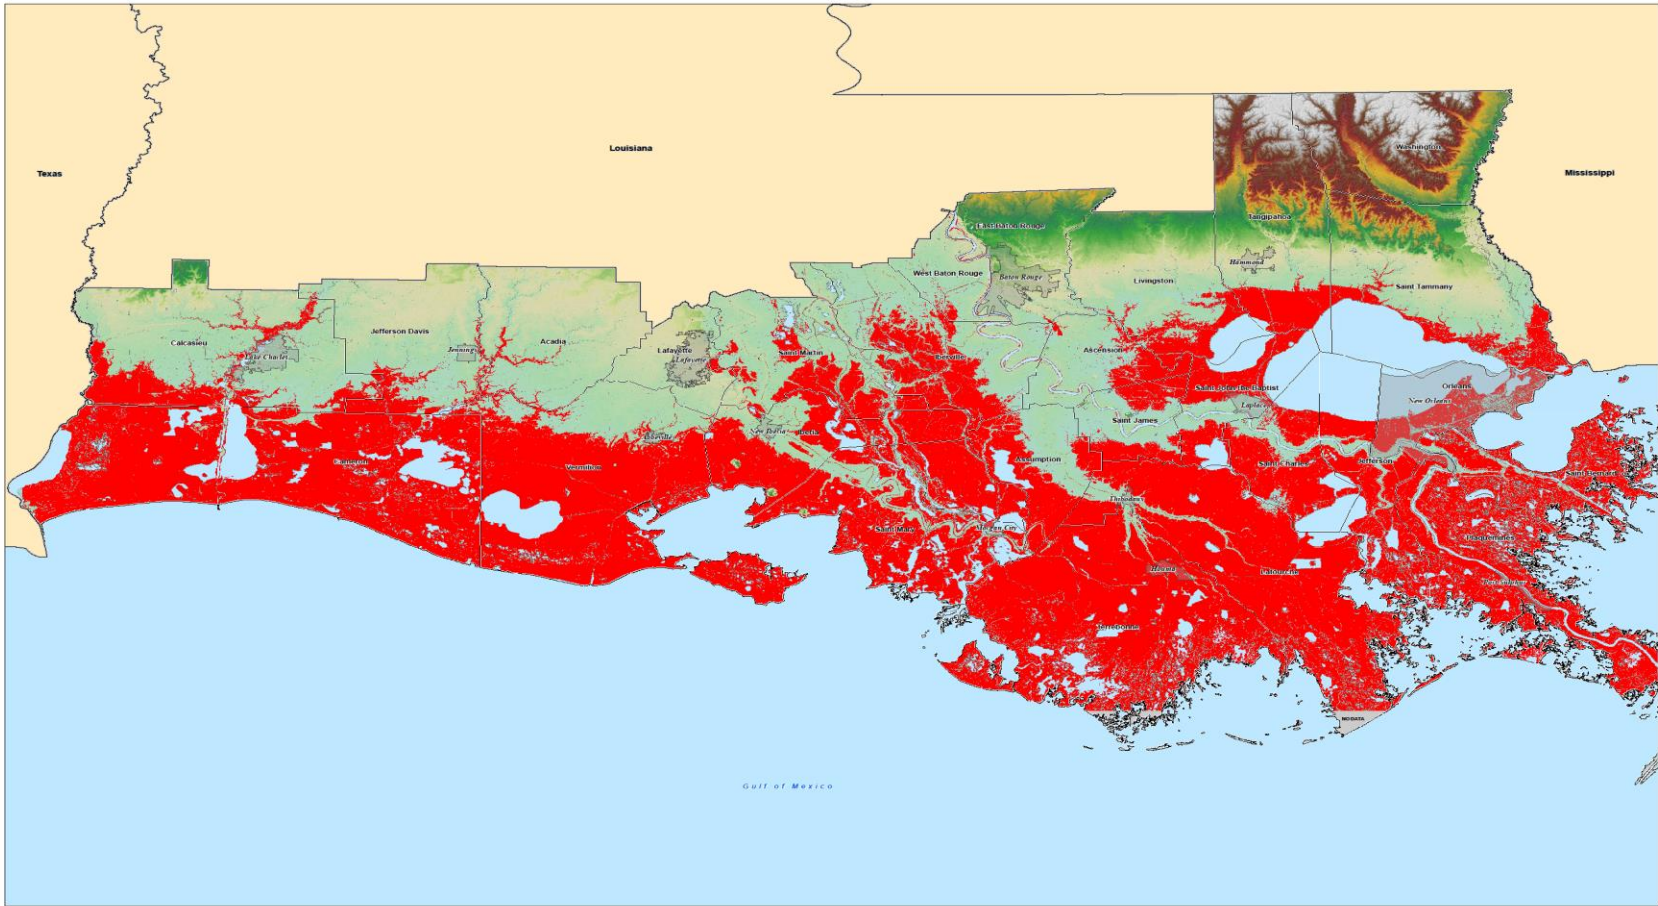 Texas
Louisiana
Mississippi
Washington
Tangipahoa
East Baton Rouge
Hammond
West Baton Rouge
Baton Rouge
Livingston
Saint Tammany
Calcasieu
Jefferson Davis
Acadia
Lake Charles
Jennings
Lafayette
Lafayette
Saint Martin
Iberville
Ascension
Saint John the Baptist
Orleans
New Orleans
Laplace
Saint James
New Iberia
Abbeville
Cameron
Vermilion
Assumption
Saint Charles
Jefferson
Saint Bernard
Thibodaux
Saint Mary
Morgan City
Plaquemines
Houma
Lafourche
Port Sulphur
Terrebonne
NODATA
Gulf of Mexico